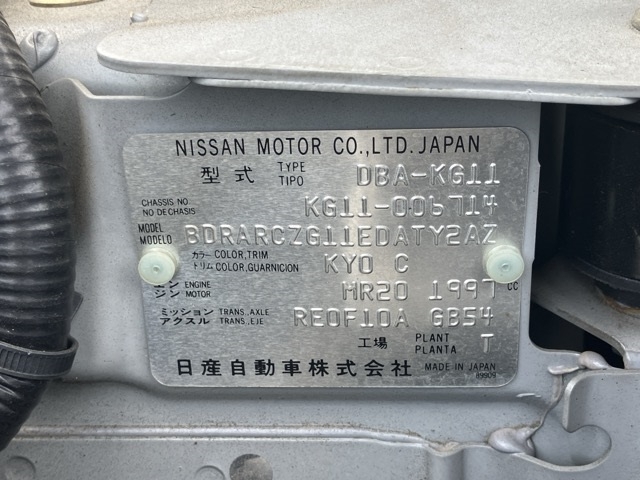 NISSAN MOTOR CO.,LTD. JAPAN
型式 TYPE TIPO DBA-KG11
CHASSIS NO NO DE CHASIS KG11-006714
MODEL MODELO BDRARCZG11EDATY2AZ
カラー COLOR,TRIM
トリム COLOR,GUARNICION KY0 C
エン ENGINE
ジン MOTOR MR20 1997 CC
ミッション TRANS.,AXLE
アクスル TRANS.,EJE RE0F10A GB54
工場 PLANT PLANTA T
日産自動車株式会社 MADE IN JAPAN